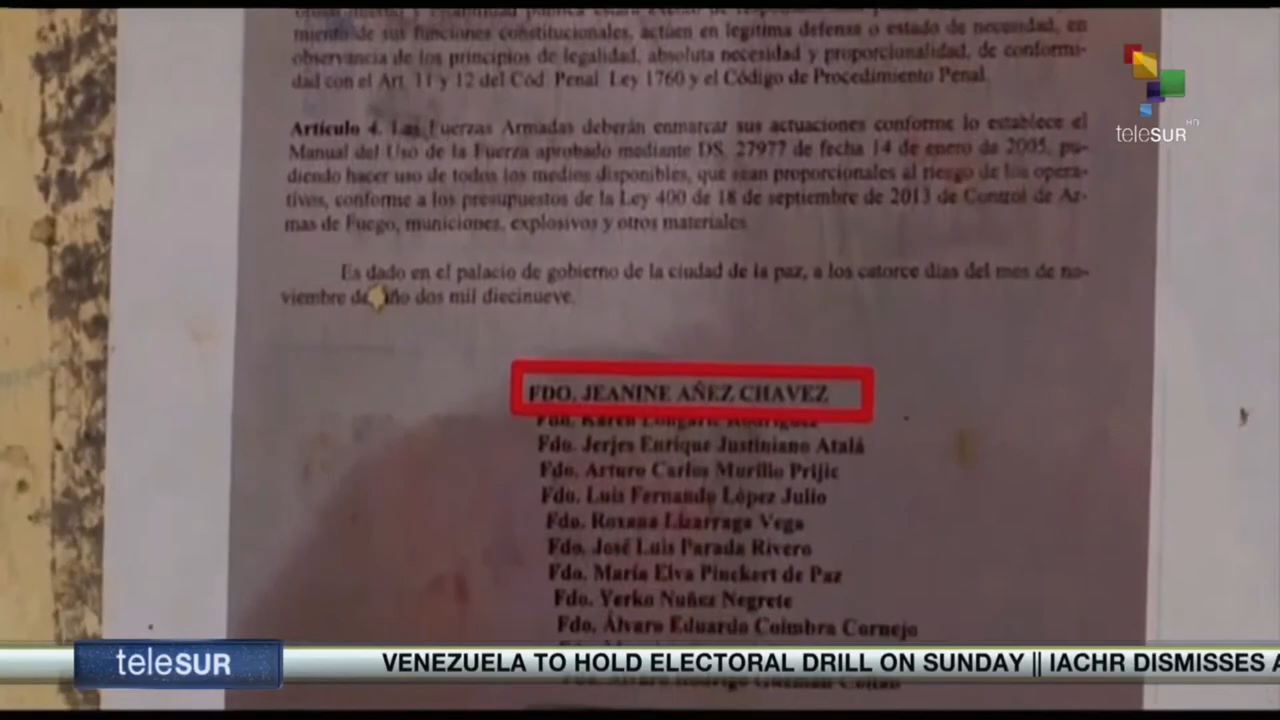 miento de sus funciones constitucionales, actúen en legítima defensa o estado de necesidad, en
observancia de los principios de legalidad, absoluta necesidad y proporcionalidad, de conformi-
dad con el Art. 11 y 12 del Cód. Penal Ley 1760 y el Código de Procedimiento Penal.
Artículo 4. Las Fuerzas Armadas deberán enmarcar sus actuaciones conforme lo establece el
Manual del Uso de la Fuerza aprobado mediante DS. 27977 de fecha 14 de enero de 2005, pu-
diendo hacer uso de todos los medios disponibles, que sean proporcionales al riesgo de los opera-
tivos, conforme a los presupuestos de la Ley 400 de 18 de septiembre de 2013 de Control de Ar-
mas de Fuego, municiones, explosivos y otros materiales.
Es dado en el palacio de gobierno de la ciudad de la paz, a los catorce días del mes de no-
viembre del año dos mil diecinueve.
FDO. JEANINE AÑEZ CHAVEZ
Fdo. Karen Longaric Rodríguez
Fdo. Jerjes Enrique Justiniano Atalá
Fdo. Arturo Carlos Murillo Prijic
Fdo. Luis Fernando López Julio
Fdo. Roxana Lizarraga Vega
Fdo. José Luis Parada Rivero
Fdo. María Elva Pinckert de Paz
Fdo. Yerko Nuñez Negrete
Fdo. Álvaro Eduardo Coimbra Cornejo
teleSUR HD
teleSUR
VENEZUELA TO HOLD ELECTORAL DRILL ON SUNDAY || IACHR DISMISSES